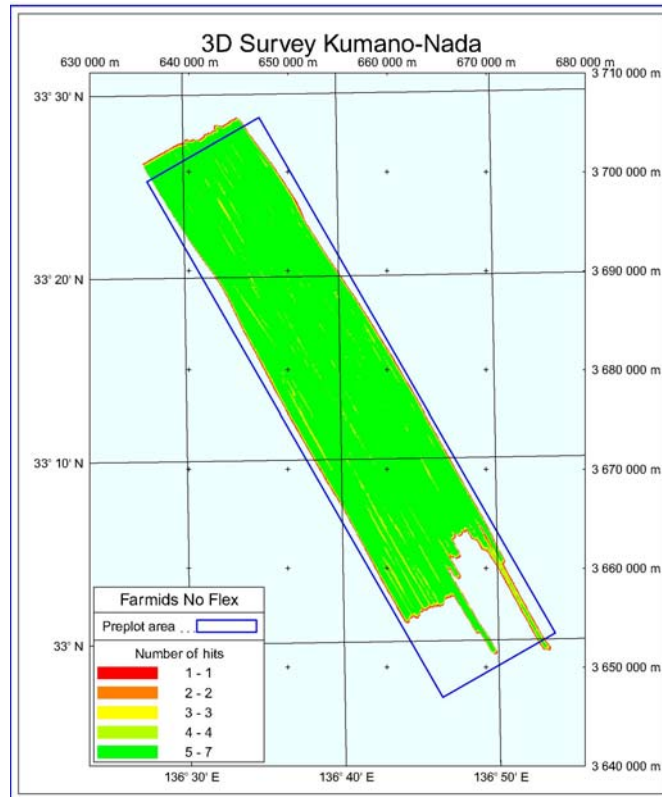 3D Survey Kumano-Nada
630 000 m 640 000 m 650 000 m 660 000 m 670 000 m 680 000 m
3 710 000 m
33° 30' N
3 700 000 m
3 690 000 m
33° 20' N
3 680 000 m
33° 10' N
3 670 000 m
3 660 000 m
Farmids No Flex
Preplot area ...
Number of hits
33° N
3 650 000 m
1 - 1
2 - 2
3 - 3
4 - 4
5 - 7
3 640 000 m
136° 30' E 136° 40' E 136° 50' E